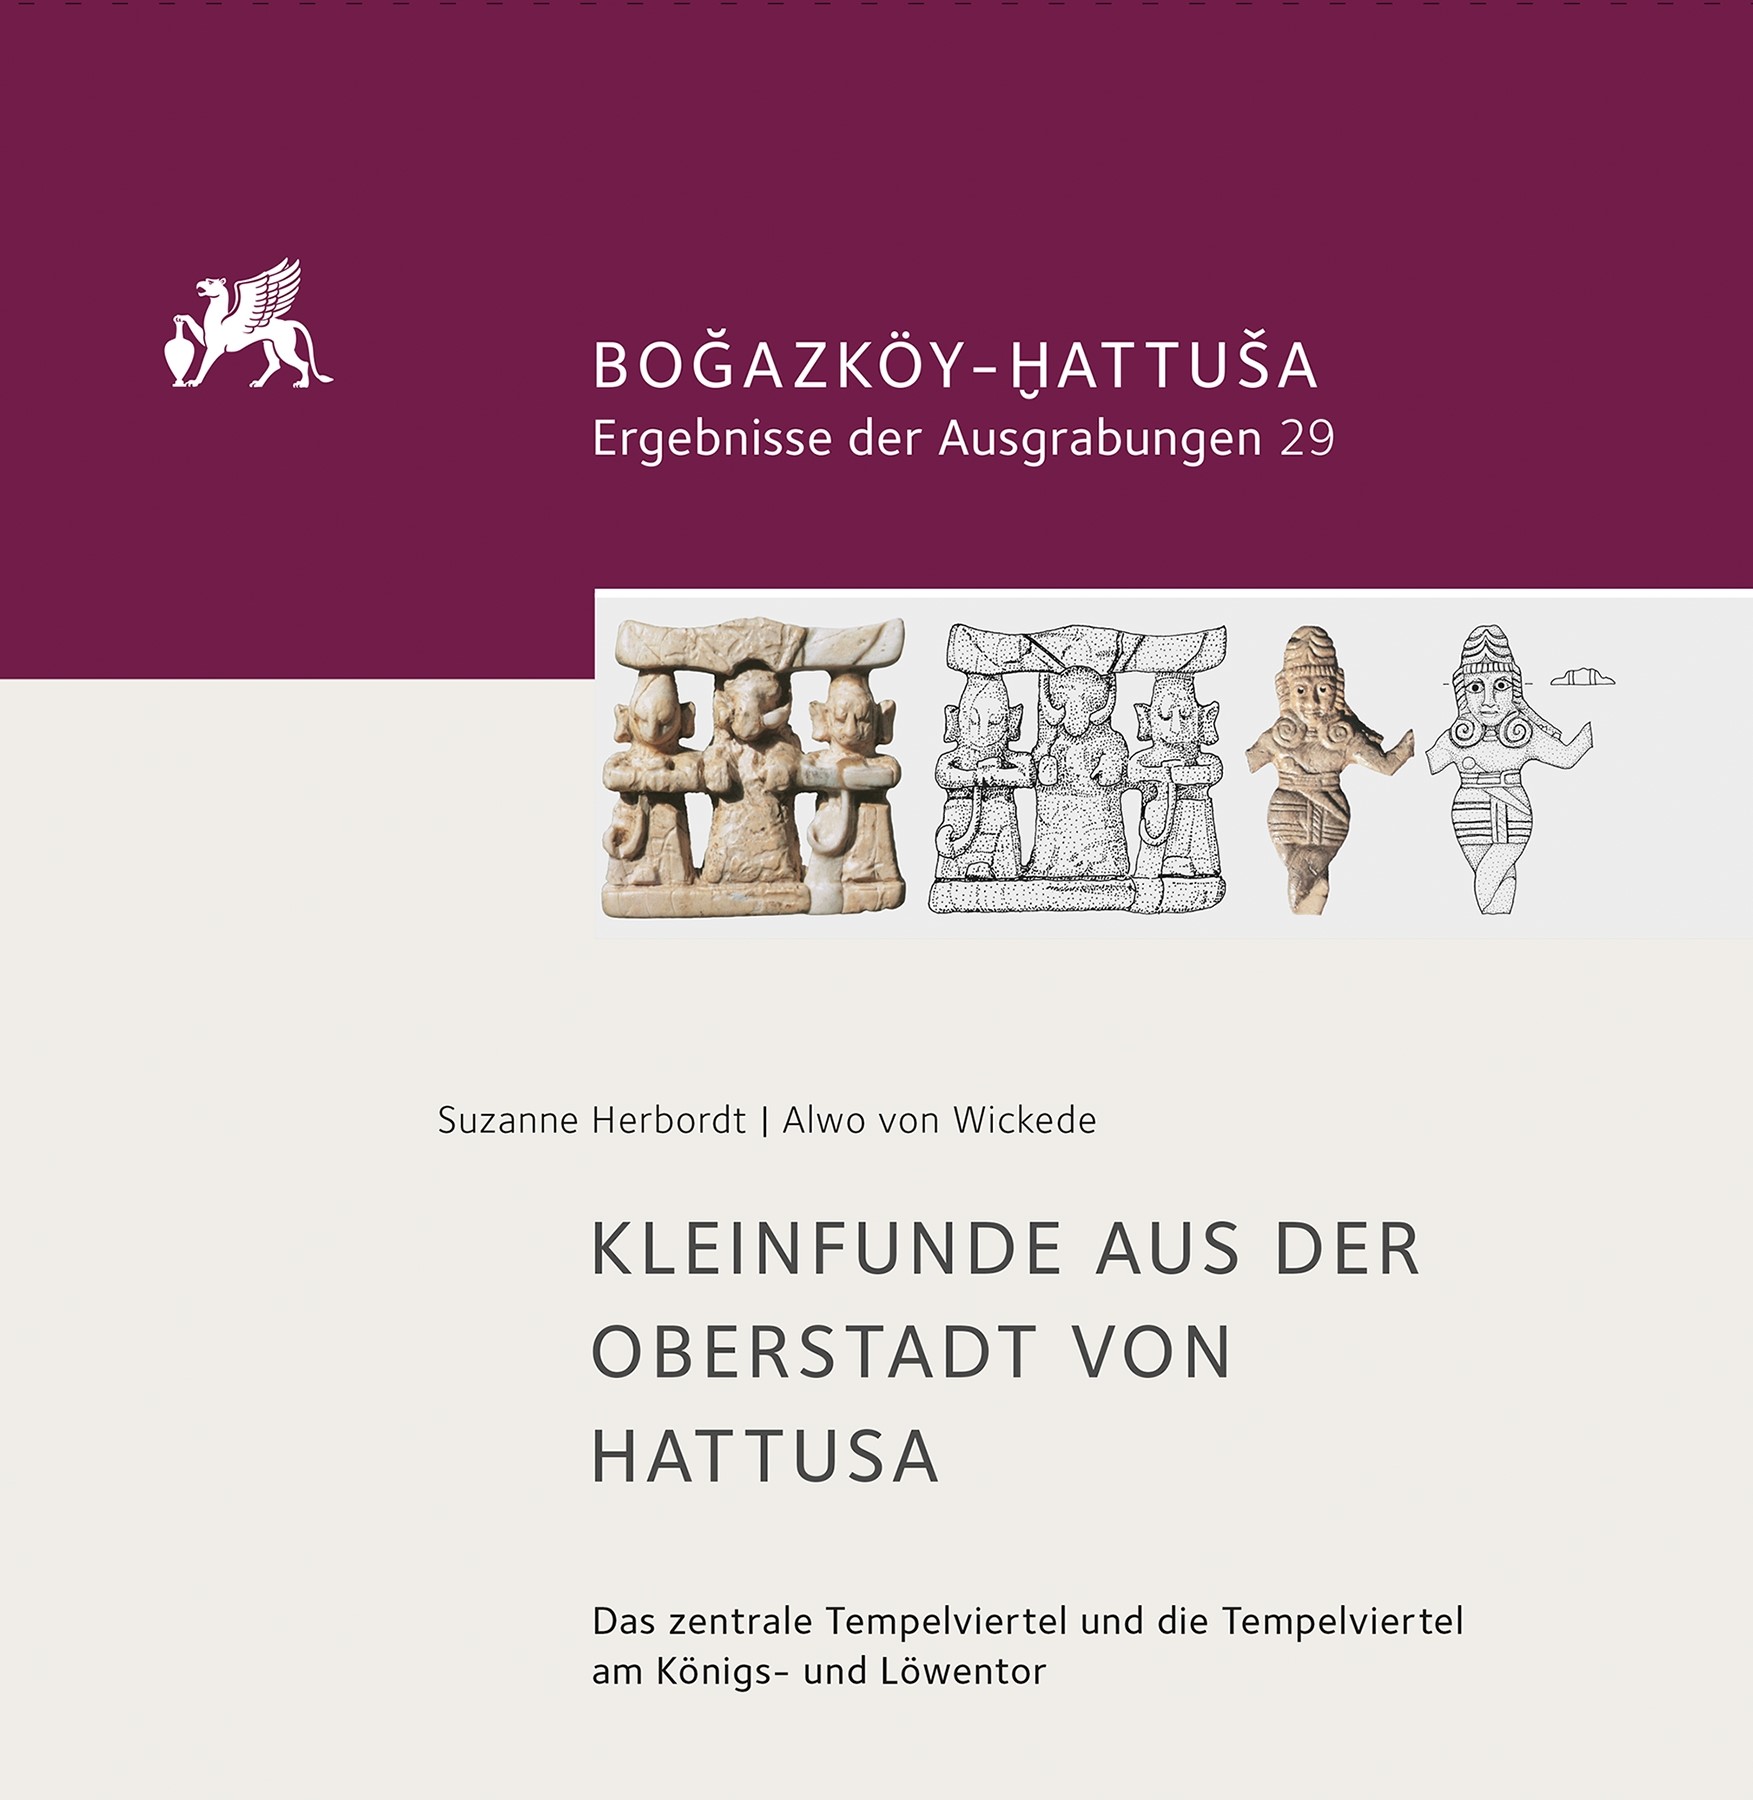 BOĞAZKÖY-ḪATTUŠA
Ergebnisse der Ausgrabungen 29
Suzanne Herbordt | Alwo von Wickede
KLEINFUNDE AUS DER
OBERSTADT VON
HATTUSA
Das zentrale Tempelviertel und die Tempelviertel
am Königs- und Löwentor